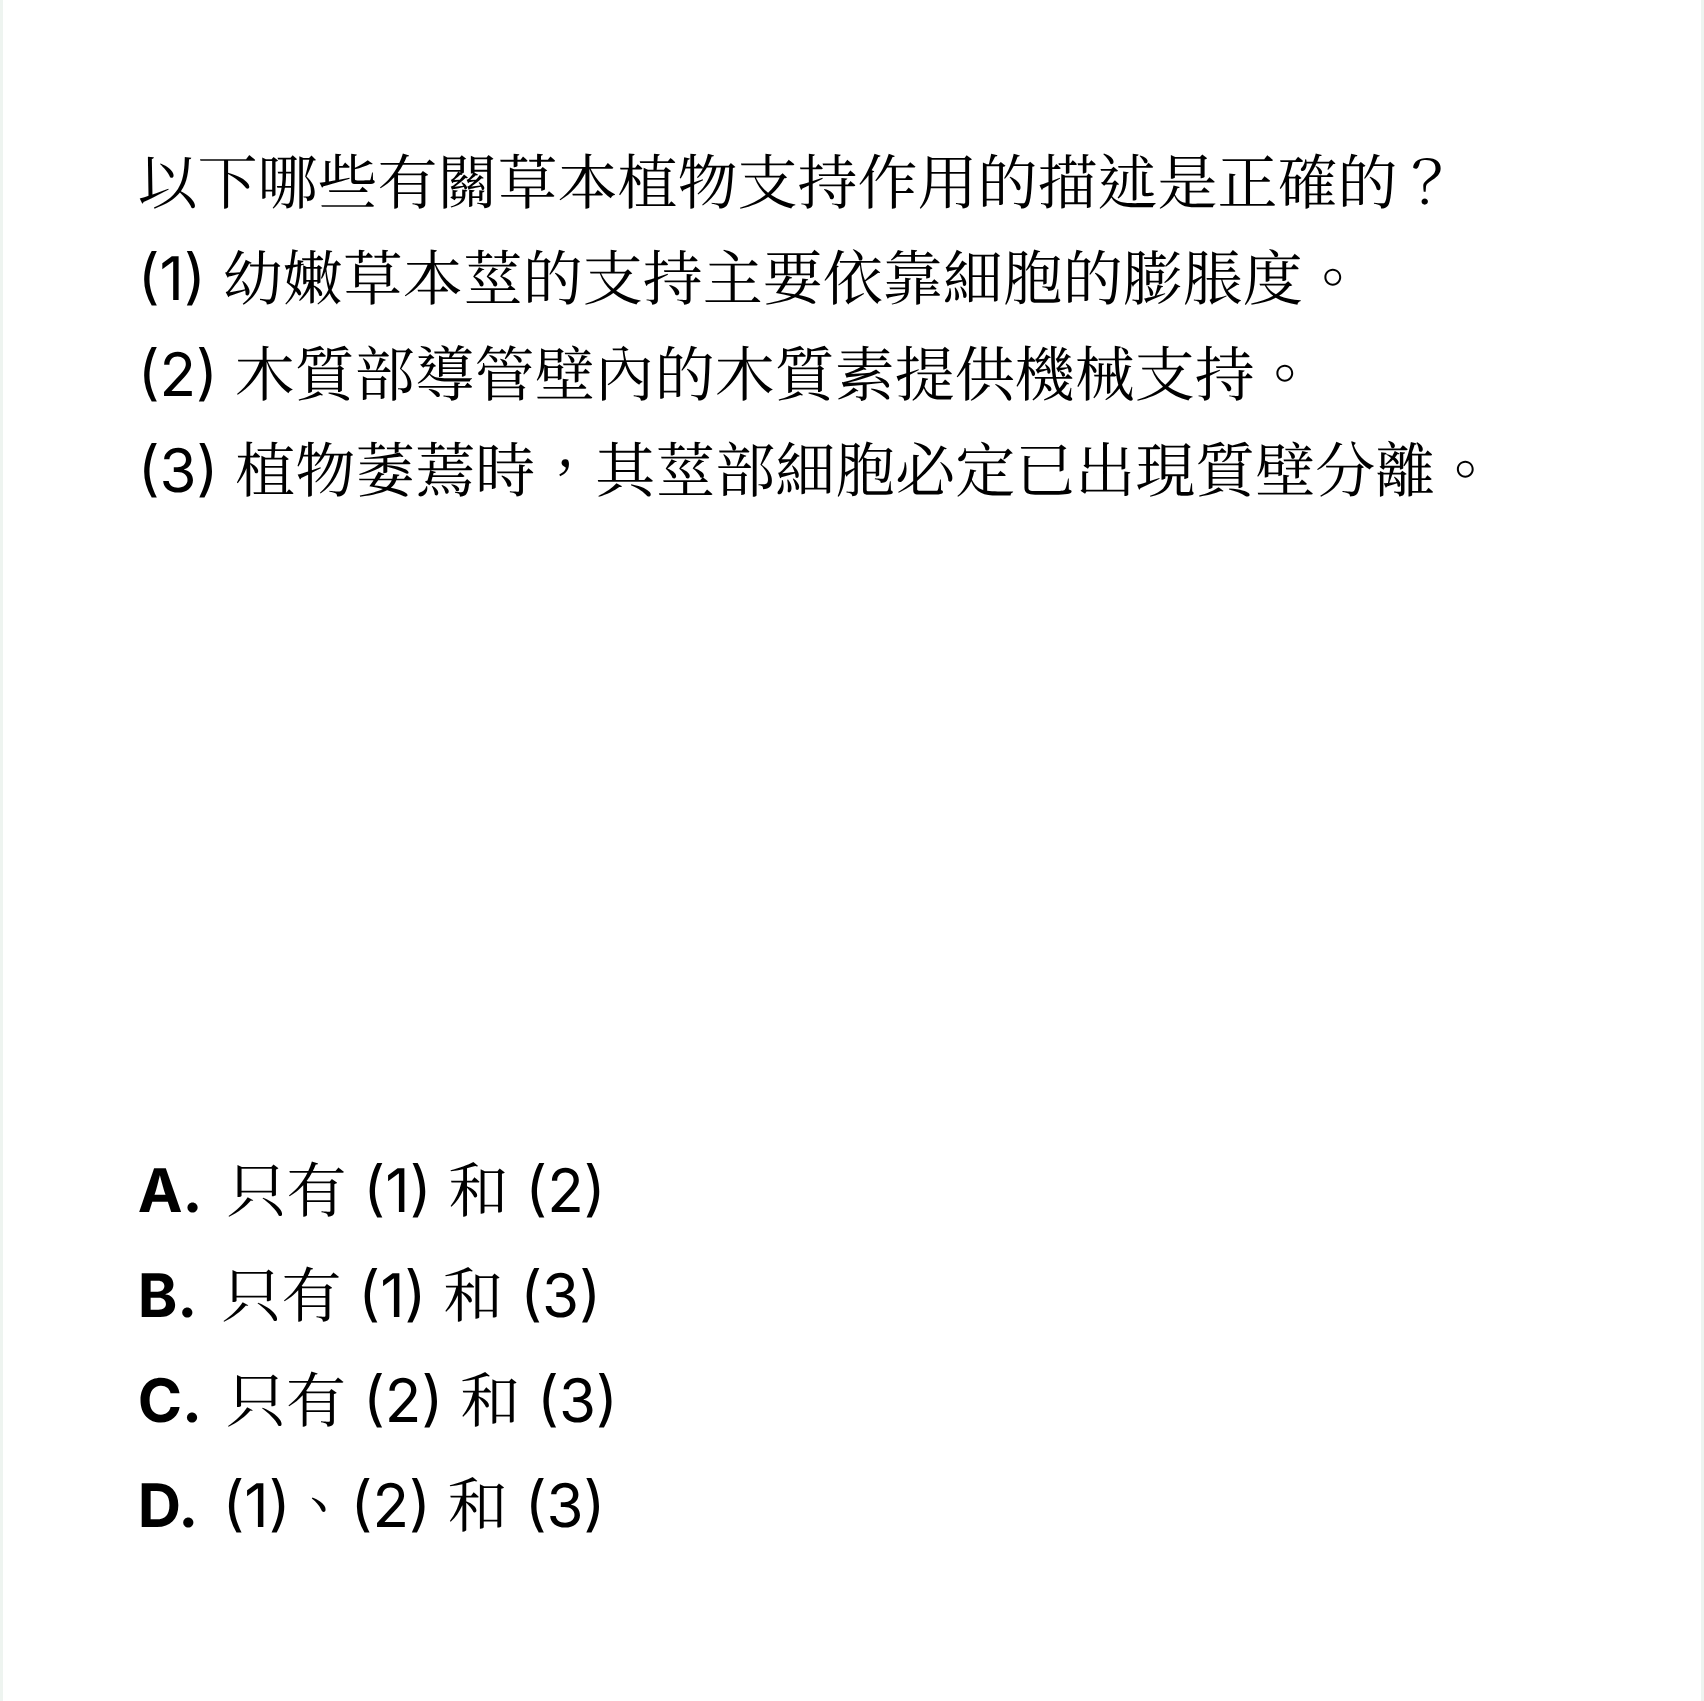 以下哪些有關草本植物支持作用的描述是正確的？
(1) 幼嫩草本莖的支持主要依靠細胞的膨脹度。
(2) 木質部導管壁內的木質素提供機械支持。
(3) 植物萎蔫時，其莖部細胞必定已出現質壁分離。
A. 只有 (1) 和 (2)
B. 只有 (1) 和 (3)
C. 只有 (2) 和 (3)
D. (1)、(2) 和 (3)